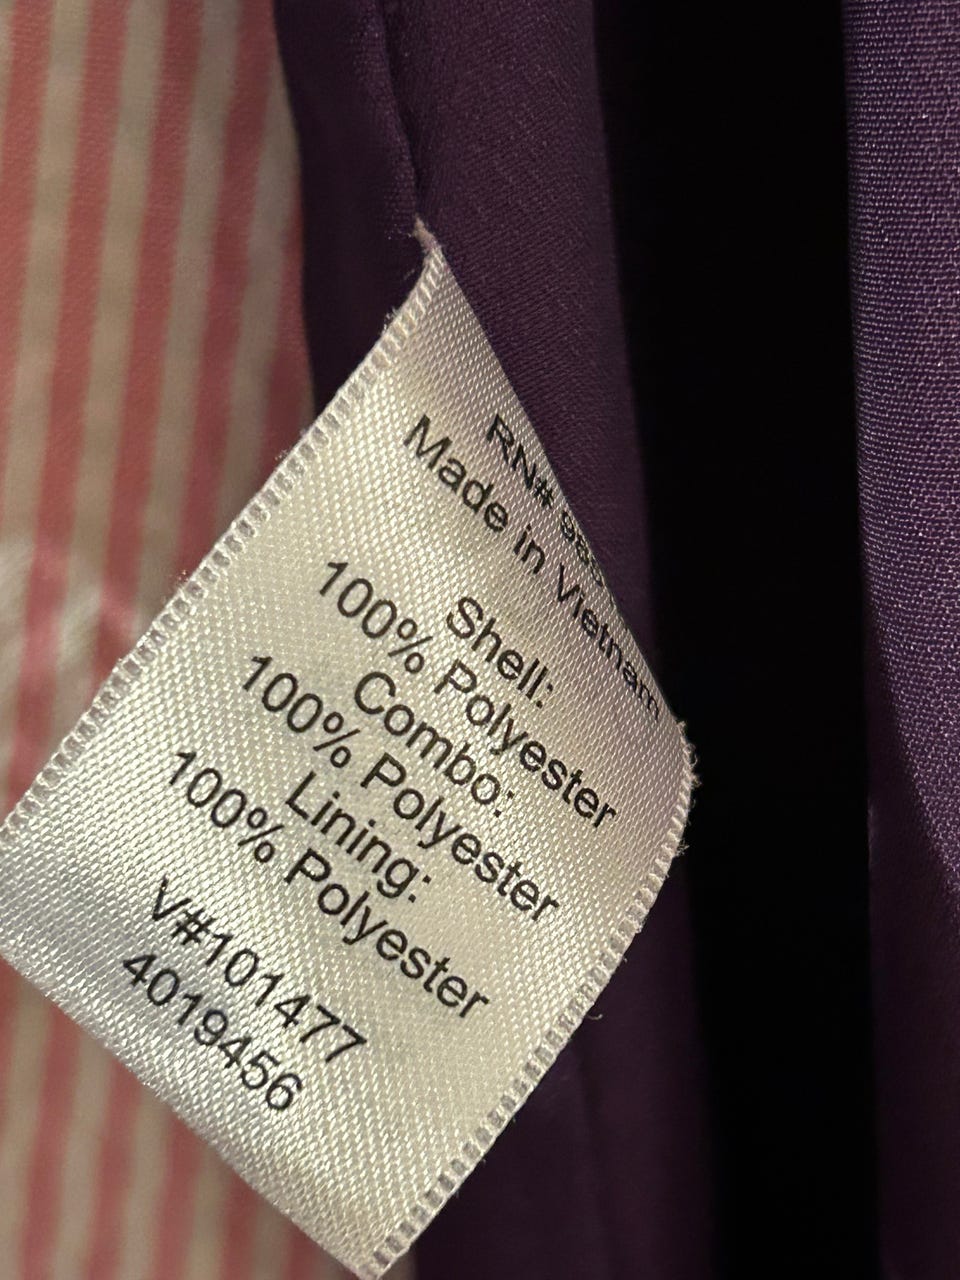 RN#
Made in Vietnam
Shell:
100% Polyester
Combo:
100% Polyester
Lining:
100% Polyester
V#101477
4019456